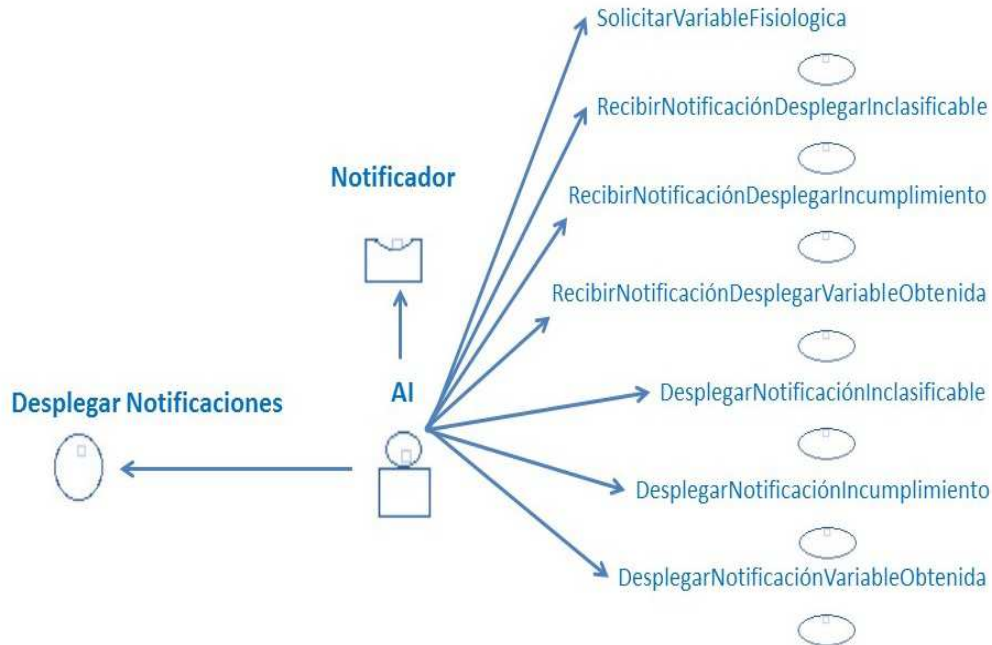 SolicitarVariableFisiologica
RecibirNotificaciónDesplegarInclasificable
Notificador
RecibirNotificaciónDesplegarIncumplimiento
RecibirNotificaciónDesplegarVariableObtenida
AI
Desplegar Notificaciones
DesplegarNotificaciónInclasificable
DesplegarNotificaciónIncumplimiento
DesplegarNotificaciónVariableObtenida